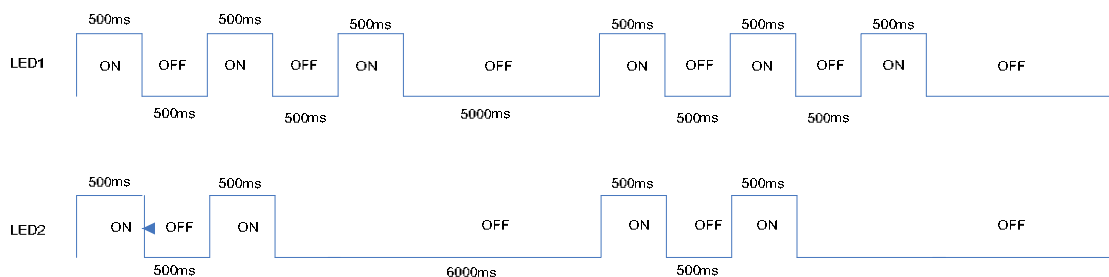 500ms 500ms 500ms 500ms 500ms 500ms
LED1 ON OFF ON OFF ON OFF ON OFF ON OFF ON OFF
500ms 500ms 5000ms 500ms 500ms
500ms 500ms 500ms 500ms
LED2 ON OFF ON OFF ON OFF ON OFF
500ms 6000ms 500ms